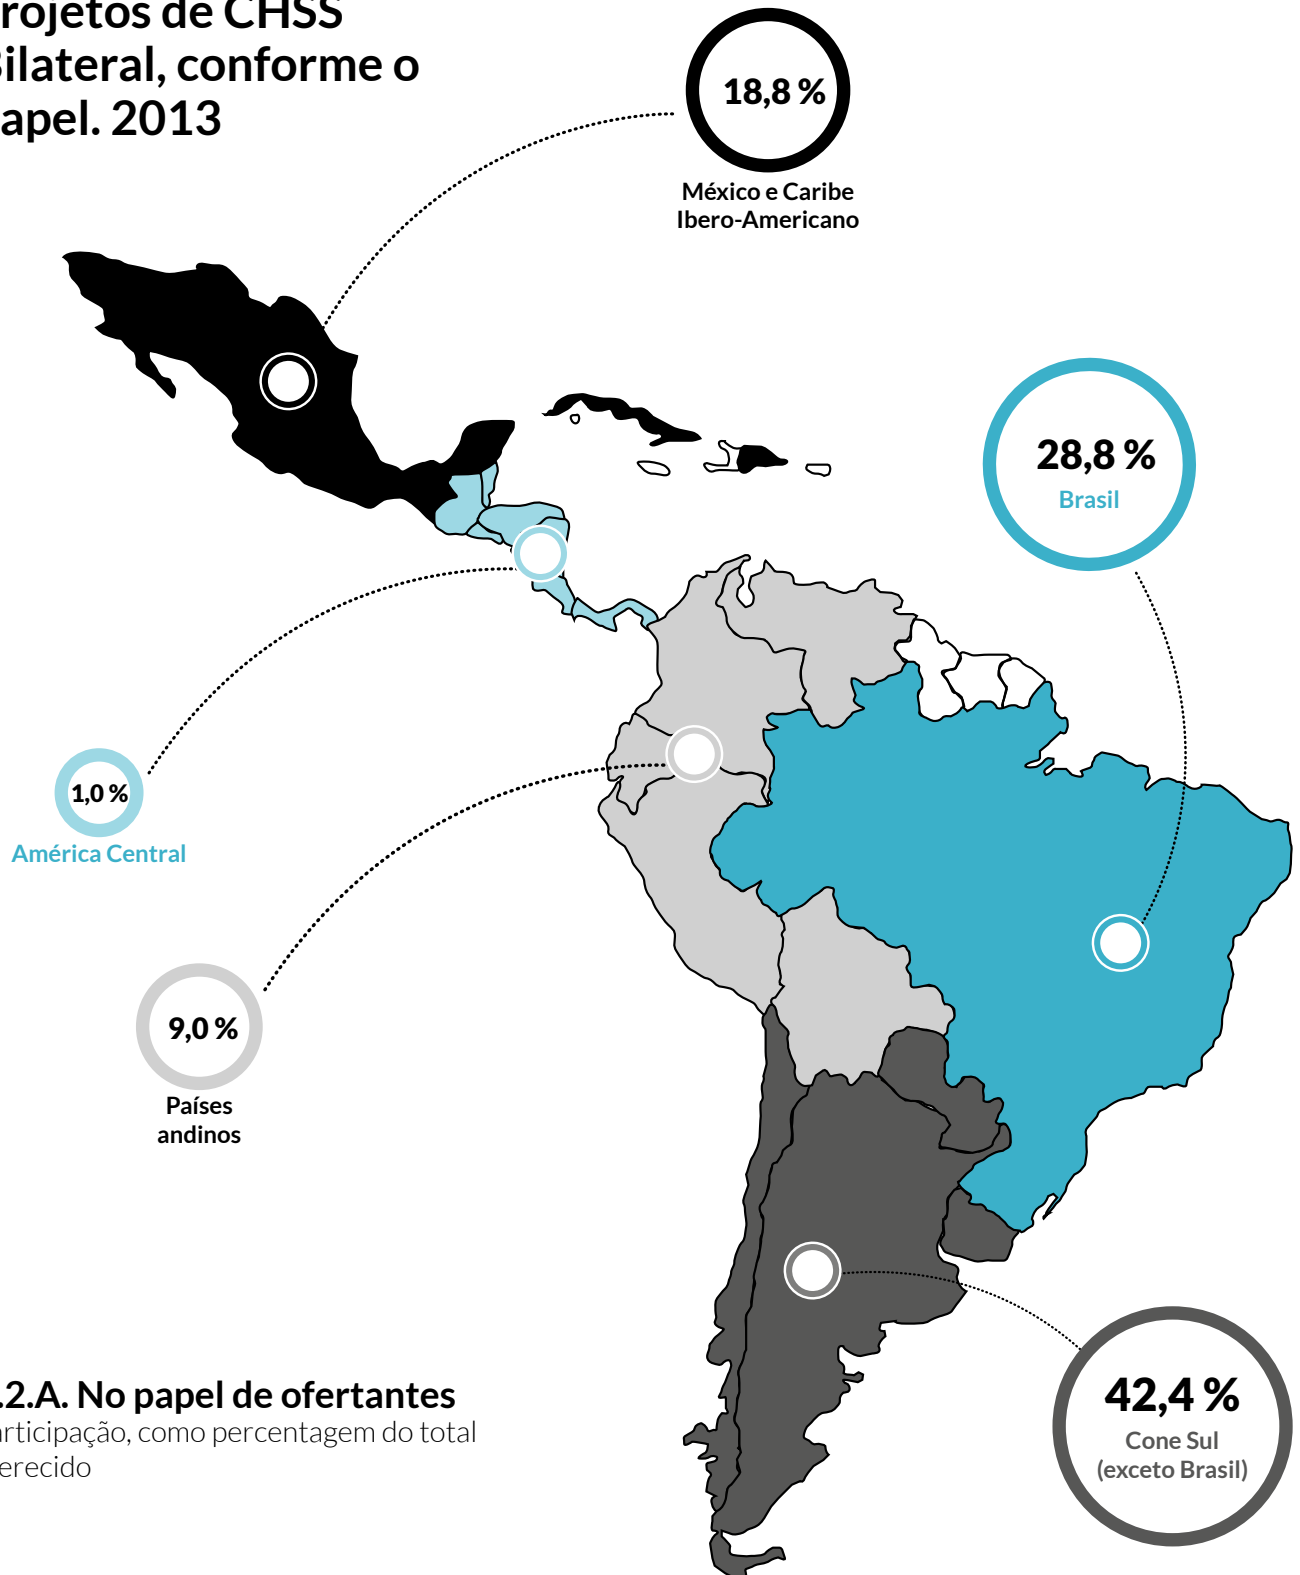 rojetos de CHSS
ilateral, conforme o
apel. 2013
18,8 %
México e Caribe
Ibero-Americano
28,8 %
Brasil
1,0 %
América Central
9,0 %
Países
andinos
42,4 %
Cone Sul
(exceto Brasil)
.2.A. No papel de ofertantes
articipação, como percentagem do total
erecido